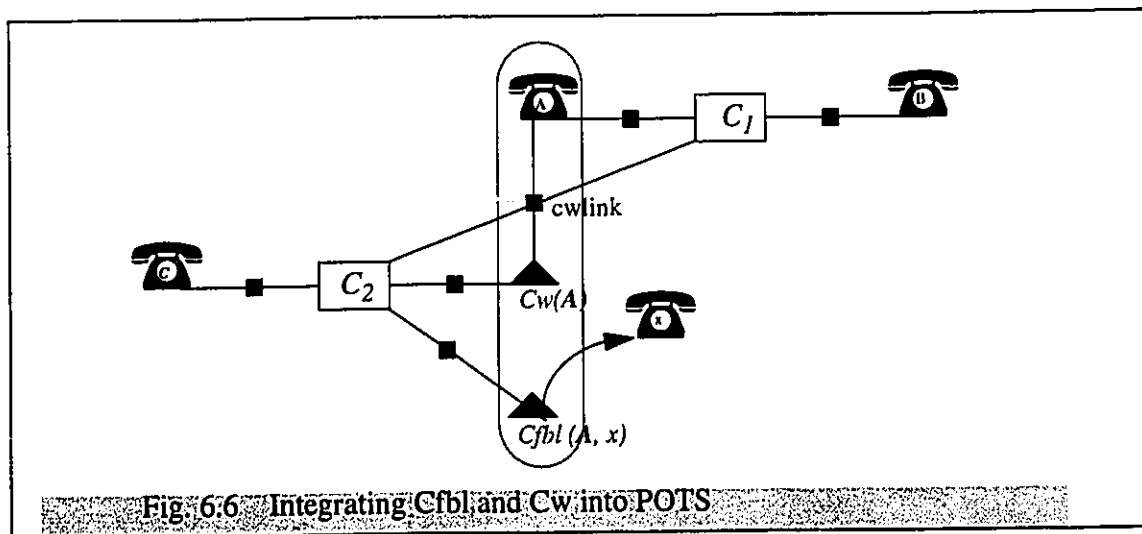 A
C1
B
cwlink
C
C2
Cw(A)
x
Cfbl (A, x)
Fig. 6.6 Integrating Cfbl and Cw into POTS